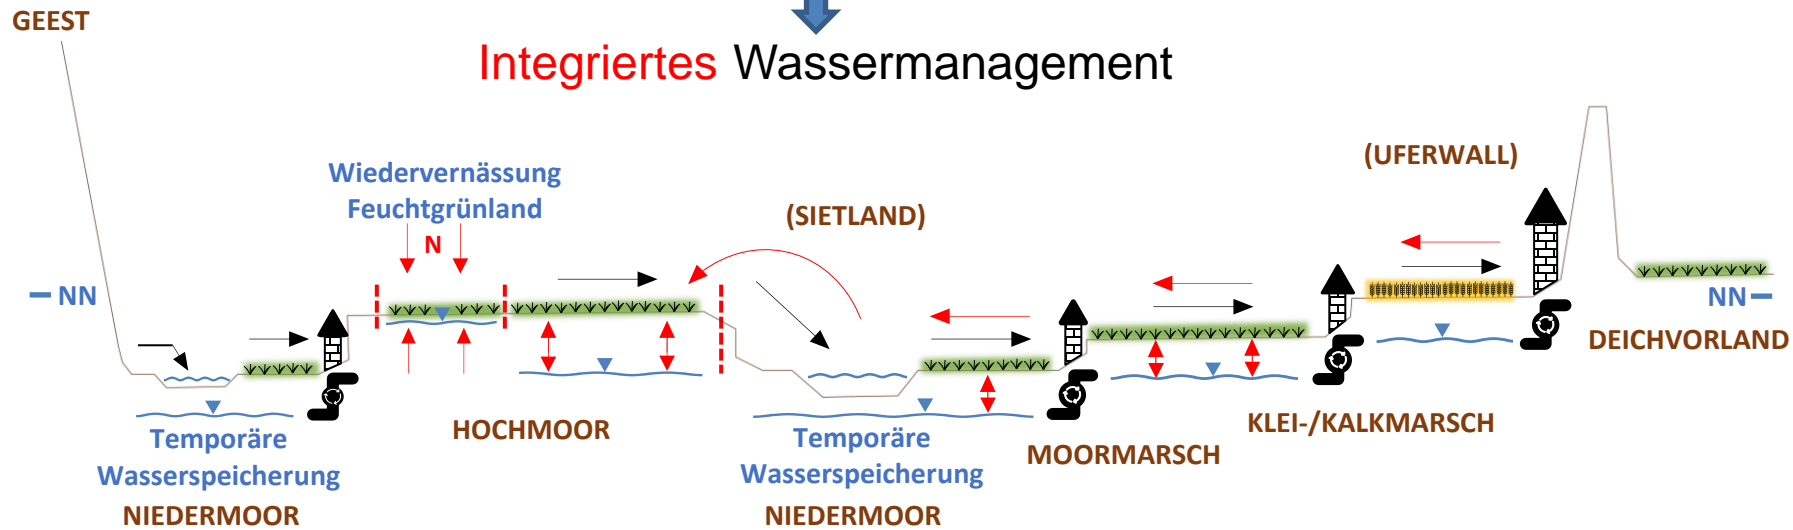 GEEST
Integriertes Wassermanagement
(UFERWALL)
Wiedervernässung
Feuchtgrünland
(SIETLAND)
N
NN
NN
DEICHVORLAND
HOCHMOOR
KLEI-/KALKMARSCH
Temporäre
Wasserspeicherung
NIEDERMOOR
Temporäre
Wasserspeicherung
NIEDERMOOR
MOORMARSCH